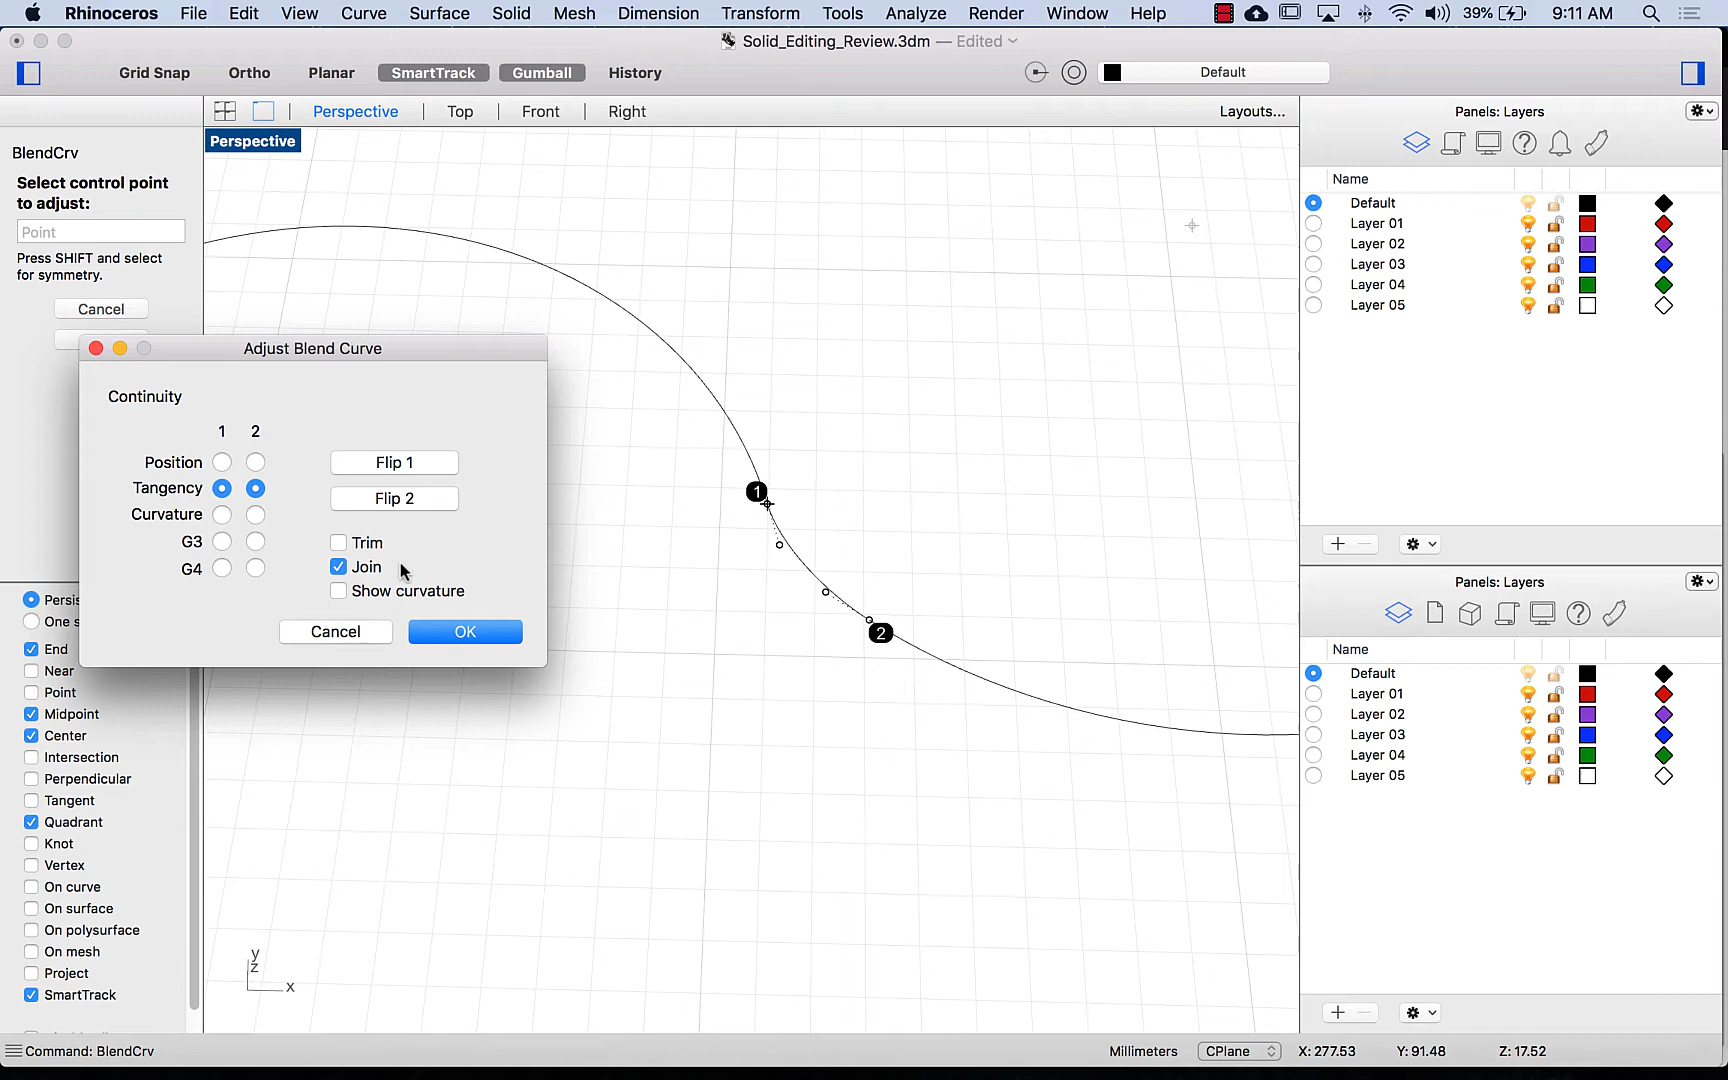 Rhinoceros File Edit View Curve Surface Solid Mesh Dimension Transform Tools Analyze Render Window Help 39% 9:11 AM
Solid_Editing_Review.3dm — Edited
Grid Snap Ortho Planar SmartTrack Gumball History Default
Perspective Top Front Right Layouts...
Perspective
BlendCrv
Select control point
to adjust:
Point
Press SHIFT and select
for symmetry.
Cancel
Adjust Blend Curve
Continuity
1 2
Position
Tangency
Curvature
G3
G4
Flip 1
Flip 2
Trim
Join
Show curvature
Cancel OK
1
2
Persis
One s
End
Near
Point
Midpoint
Center
Intersection
Perpendicular
Tangent
Quadrant
Knot
Vertex
On curve
On surface
On polysurface
On mesh
Project
SmartTrack
y
z
x
Panels: Layers
Name
Default
Layer 01
Layer 02
Layer 03
Layer 04
Layer 05
Panels: Layers
Name
Default
Layer 01
Layer 02
Layer 03
Layer 04
Layer 05
Command: BlendCrv Millimeters CPlane X: 277.53 Y: 91.48 Z: 17.52